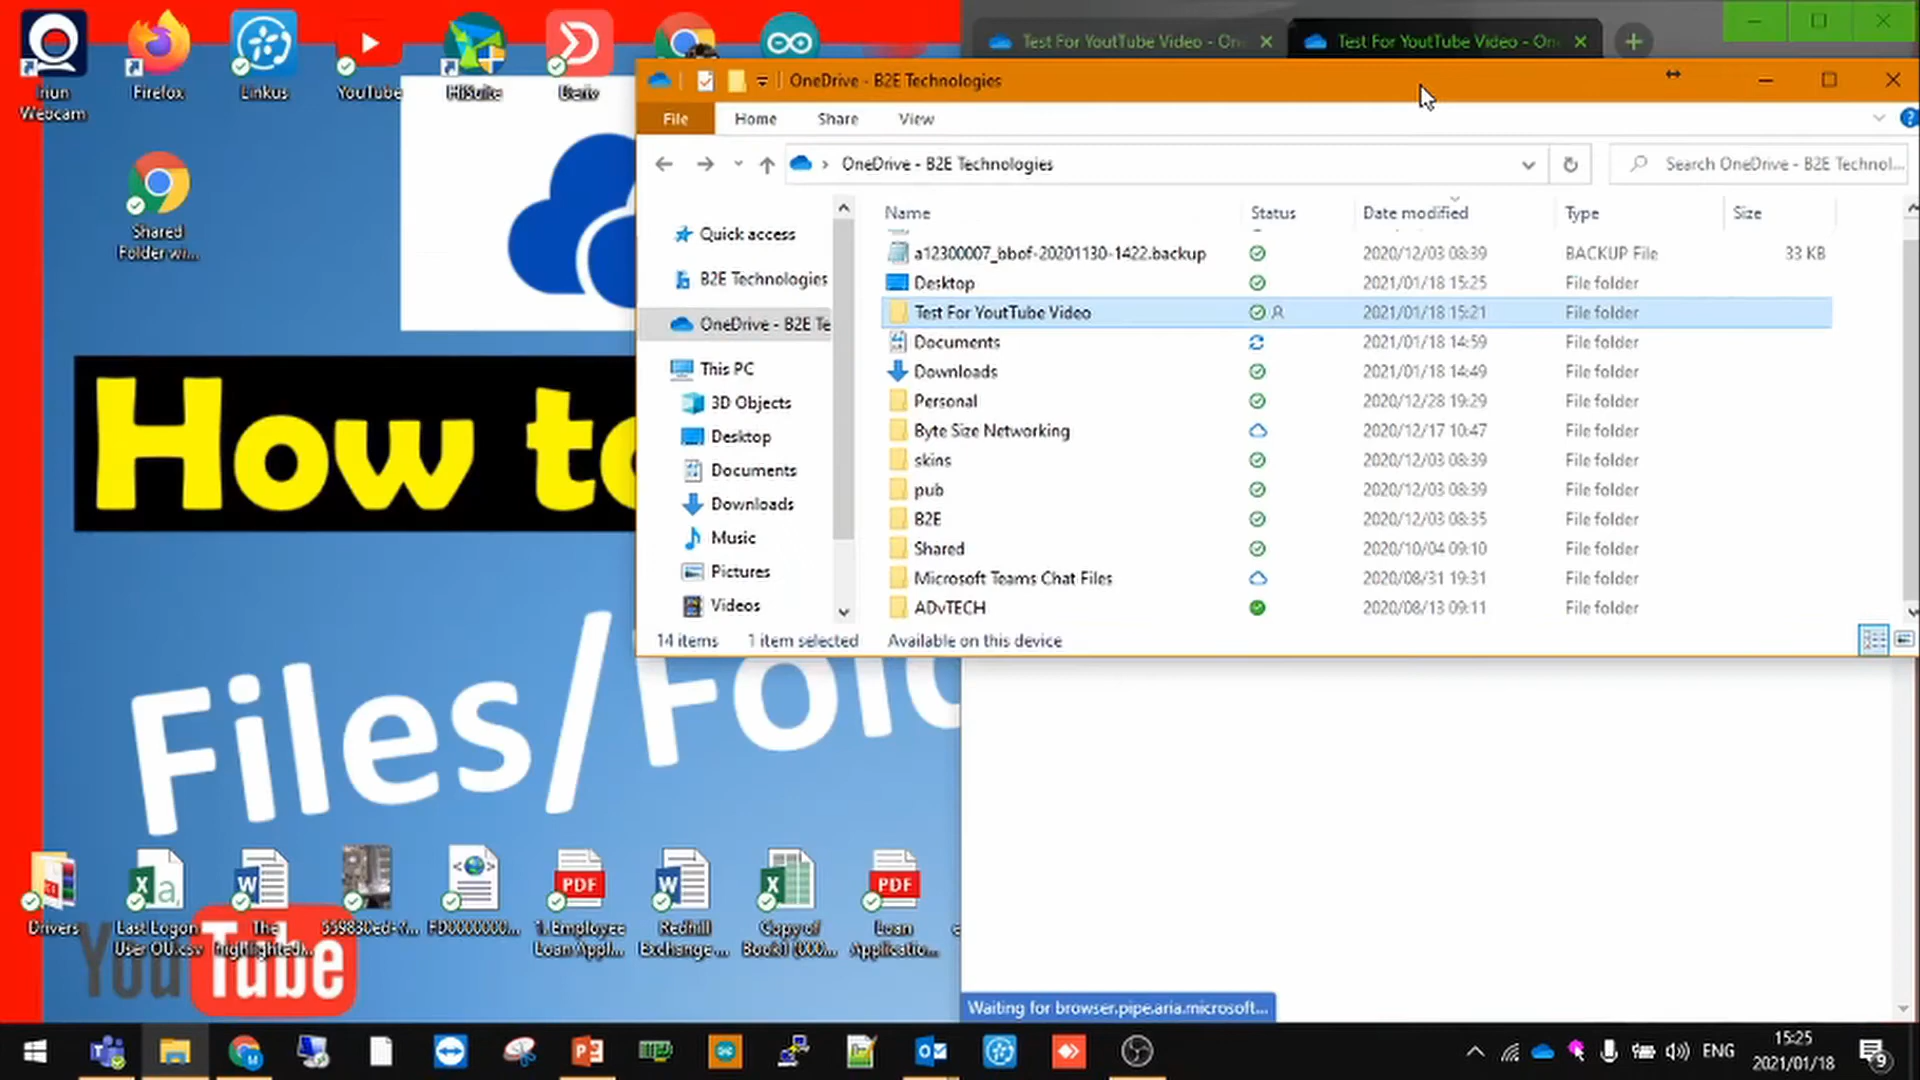 Firefox
Linkus
YouTube
HiSuite
Deriv
Webcam
Shared
Folder wi...
Test For YoutTube Video - On
Test For YoutTube Video - On
OneDrive - B2E Technologies
File
Home
Share
View
OneDrive - B2E Technologies
Search OneDrive - B2E Technol...
Name
Status
Date modified
Type
Size
Quick access
B2E Technologies
OneDrive - B2E Te
This PC
3D Objects
Desktop
Documents
Downloads
Music
Pictures
Videos
a12300007_bbof-20201130-1422.backup
2020/12/03 08:39
BACKUP File
33 KB
Desktop
2021/01/18 15:25
File folder
Test For YoutTube Video
2021/01/18 15:21
File folder
Documents
2021/01/18 14:59
File folder
Downloads
2021/01/18 14:49
File folder
Personal
2020/12/28 19:29
File folder
Byte Size Networking
2020/12/17 10:47
File folder
skins
2020/12/03 08:39
File folder
pub
2020/12/03 08:39
File folder
B2E
2020/12/03 08:35
File folder
Shared
2020/10/04 09:10
File folder
Microsoft Teams Chat Files
2020/08/31 19:31
File folder
ADvTECH
2020/08/13 09:11
File folder
14 items
1 item selected
Available on this device
How to
Files/Fold
Drivers
Last Logon
User OU.csv
The
highlighted...
FD0000000...
1. Employee
Loan Appl...
Redhill
Exchange ...
Copy of
Book1 (000...
Loan
Applicatio...
PDF
PDF
YouTube
Waiting for browser.pipe.aria.microsoft...
ENG
15:25
2021/01/18
9